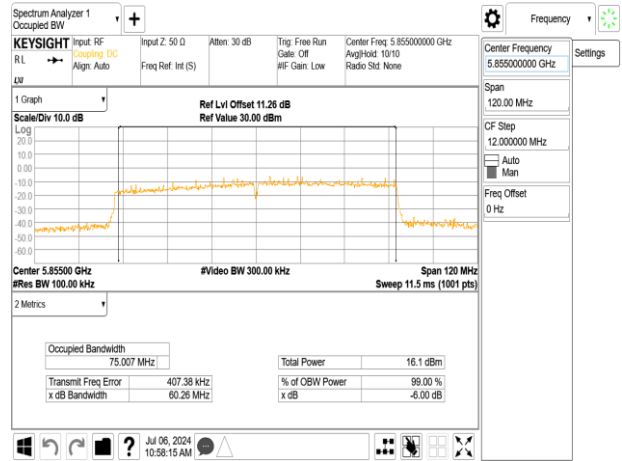 Spectrum Analyzer 1
Occupied BW
Frequency
KEYSIGHT
RL
LXI
Input: RF
Coupling: DC
Align: Auto
Input Z: 50 Ω
Freq Ref: Int (S)
Atten: 30 dB
Trig: Free Run
Gate: Off
#IF Gain: Low
Center Freq: 5.855000000 GHz
Avg|Hold: 10/10
Radio Std: None
Center Frequency
5.855000000 GHz
Settings
Span
120.00 MHz
CF Step
12.000000 MHz
Auto
Man
Freq Offset
0 Hz
1 Graph
Scale/Div 10.0 dB
Ref Lvl Offset 11.26 dB
Ref Value 30.00 dBm
Log
20.0
10.0
0.00
-10.0
-20.0
-30.0
-40.0
-50.0
-60.0
Center 5.85500 GHz
#Video BW 300.00 kHz
Span 120 MHz
#Res BW 100.00 kHz
Sweep 11.5 ms (1001 pts)
2 Metrics
Occupied Bandwidth
75.007 MHz
Total Power 16.1 dBm
Transmit Freq Error 407.38 kHz
% of OBW Power 99.00 %
x dB Bandwidth 60.26 MHz
x dB -6.00 dB
?
Jul 06, 2024
10:58:15 AM